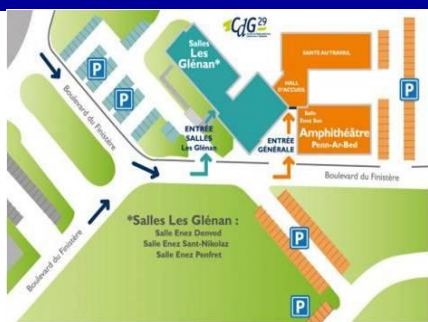 CDG 29
Salles
Les
Glénan*
SANTÉ AU TRAVAIL
HALL
D'ACCUEIL
P
P
P
P
Salle
Enez Sun
Amphithéâtre
Penn-Ar-Bed
ENTRÉE
SALLES
Les Glénan
ENTRÉE
GÉNÉRALE
Boulevard du Finistère
Boulevard du Finistère
Boulevard du Finistère
*Salles Les Glénan :
Salle Enez Denved
Salle Enez Sant-Nikolaz
Salle Enez Penfret
P
P